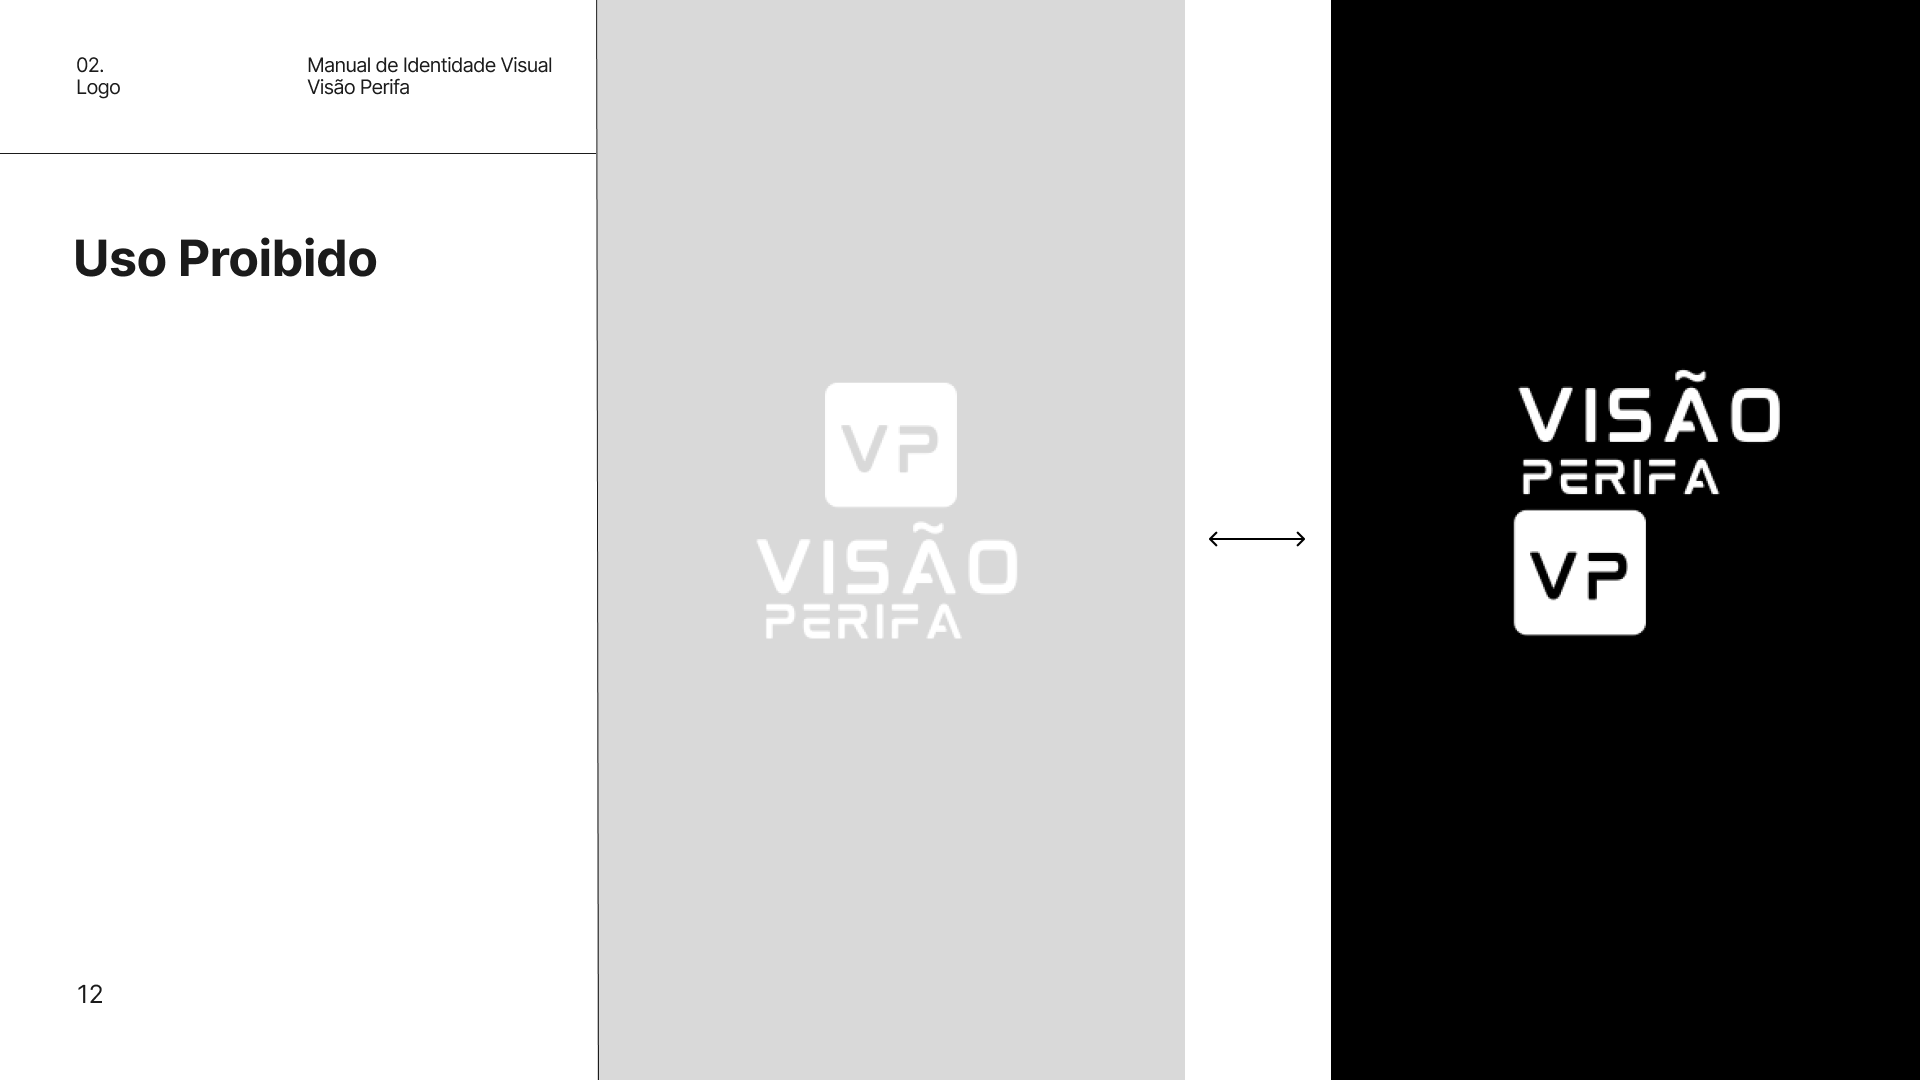 02.
Logo
Manual de Identidade Visual
Visão Perifa
Uso Proibido
12
VP
VISÃO
PERIFA
VISÃO
PERIFA
VP